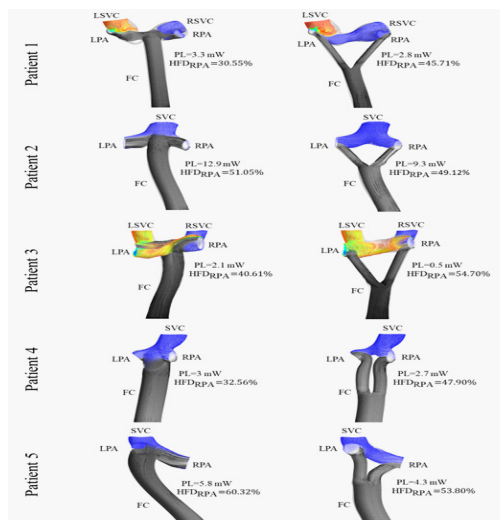 Patient 1
LSVC
RSVC
LPA
RPA
PL=3.3 mW
HFDRPA=30.55%
FC
LSVC
RSVC
LPA
RPA
PL=2.8 mW
HFDRPA=45.71%
FC
Patient 2
SVC
LPA
RPA
PL=12.9 mW
HFDRPA=51.05%
FC
SVC
LPA
RPA
PL=9.3 mW
HFDRPA=49.12%
FC
Patient 3
LSVC
RSVC
LPA
RPA
PL=2.1 mW
HFDRPA=40.61%
FC
LSVC
RSVC
LPA
RPA
PL=0.5 mW
HFDRPA=54.70%
FC
Patient 4
SVC
LPA
RPA
PL=3 mW
HFDRPA=32.56%
FC
SVC
LPA
RPA
PL=2.7 mW
HFDRPA=47.90%
FC
Patient 5
SVC
LPA
RPA
PL=5.8 mW
HFDRPA=60.32%
FC
SVC
LPA
RPA
PL=4.3 mW
HFDRPA=53.80%
FC